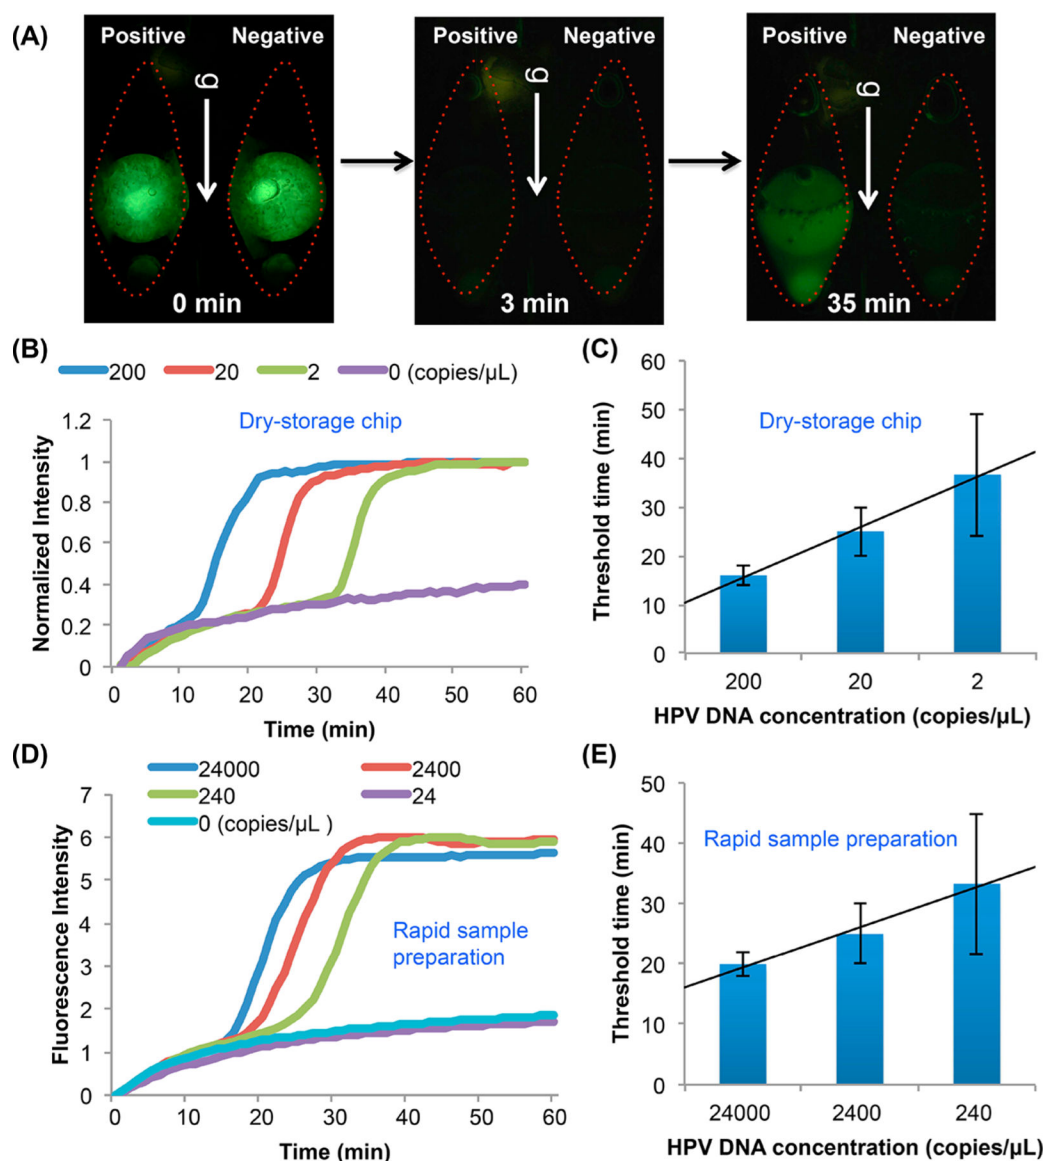 (A)
Positive Negative
g
0 min
Positive Negative
g
3 min
Positive Negative
g
35 min
(B)
200 20 2 0 (copies/µL)
Dry-storage chip
Normalized Intensity
1.2
1
0.8
0.6
0.4
0.2
0
0 10 20 30 40 50 60
Time (min)
(C)
Dry-storage chip
Threshold time (min)
60
50
40
30
20
10
0
200 20 2
HPV DNA concentration (copies/µL)
(D)
24000 2400
240 24
0 (copies/µL )
Rapid sample
preparation
Fluorescence Intensity
7
6
5
4
3
2
1
0
0 10 20 30 40 50 60
Time (min)
(E)
Rapid sample preparation
Threshold time (min)
50
40
30
20
10
0
24000 2400 240
HPV DNA concentration (copies/µL)